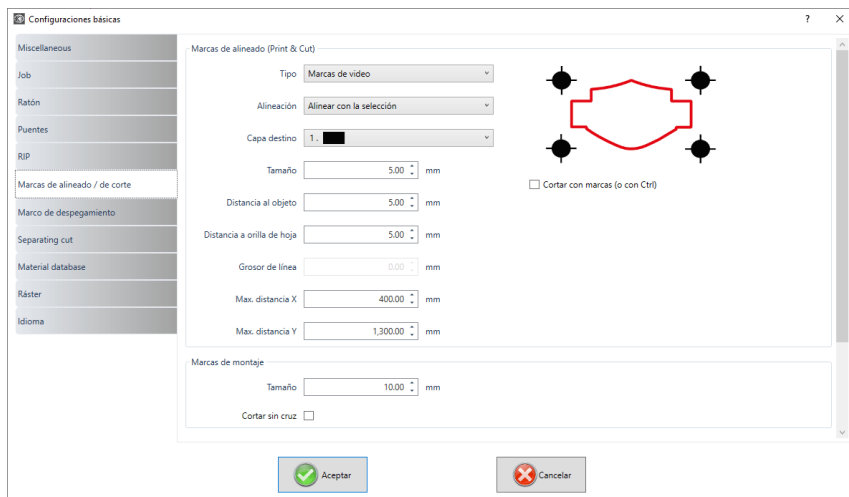 Configuraciones básicas
?
Miscellaneous
Job
Ratón
Puentes
RIP
Marcas de alineado / de corte
Marco de despegamiento
Separating cut
Material database
Ráster
Idioma
Marcas de alineado (Print & Cut)
Tipo Marcas de video
Alineación Alinear con la selección
Capa destino 1 .
Tamaño 5.00 mm
Distancia al objeto 5.00 mm
Distancia a orilla de hoja 5.00 mm
Grosor de línea 0.00 mm
Max. distancia X 400.00 mm
Max. distancia Y 1,300.00 mm
Cortar con marcas (o con Ctrl)
Marcas de montaje
Tamaño 10.00 mm
Cortar sin cruz
Aceptar Cancelar